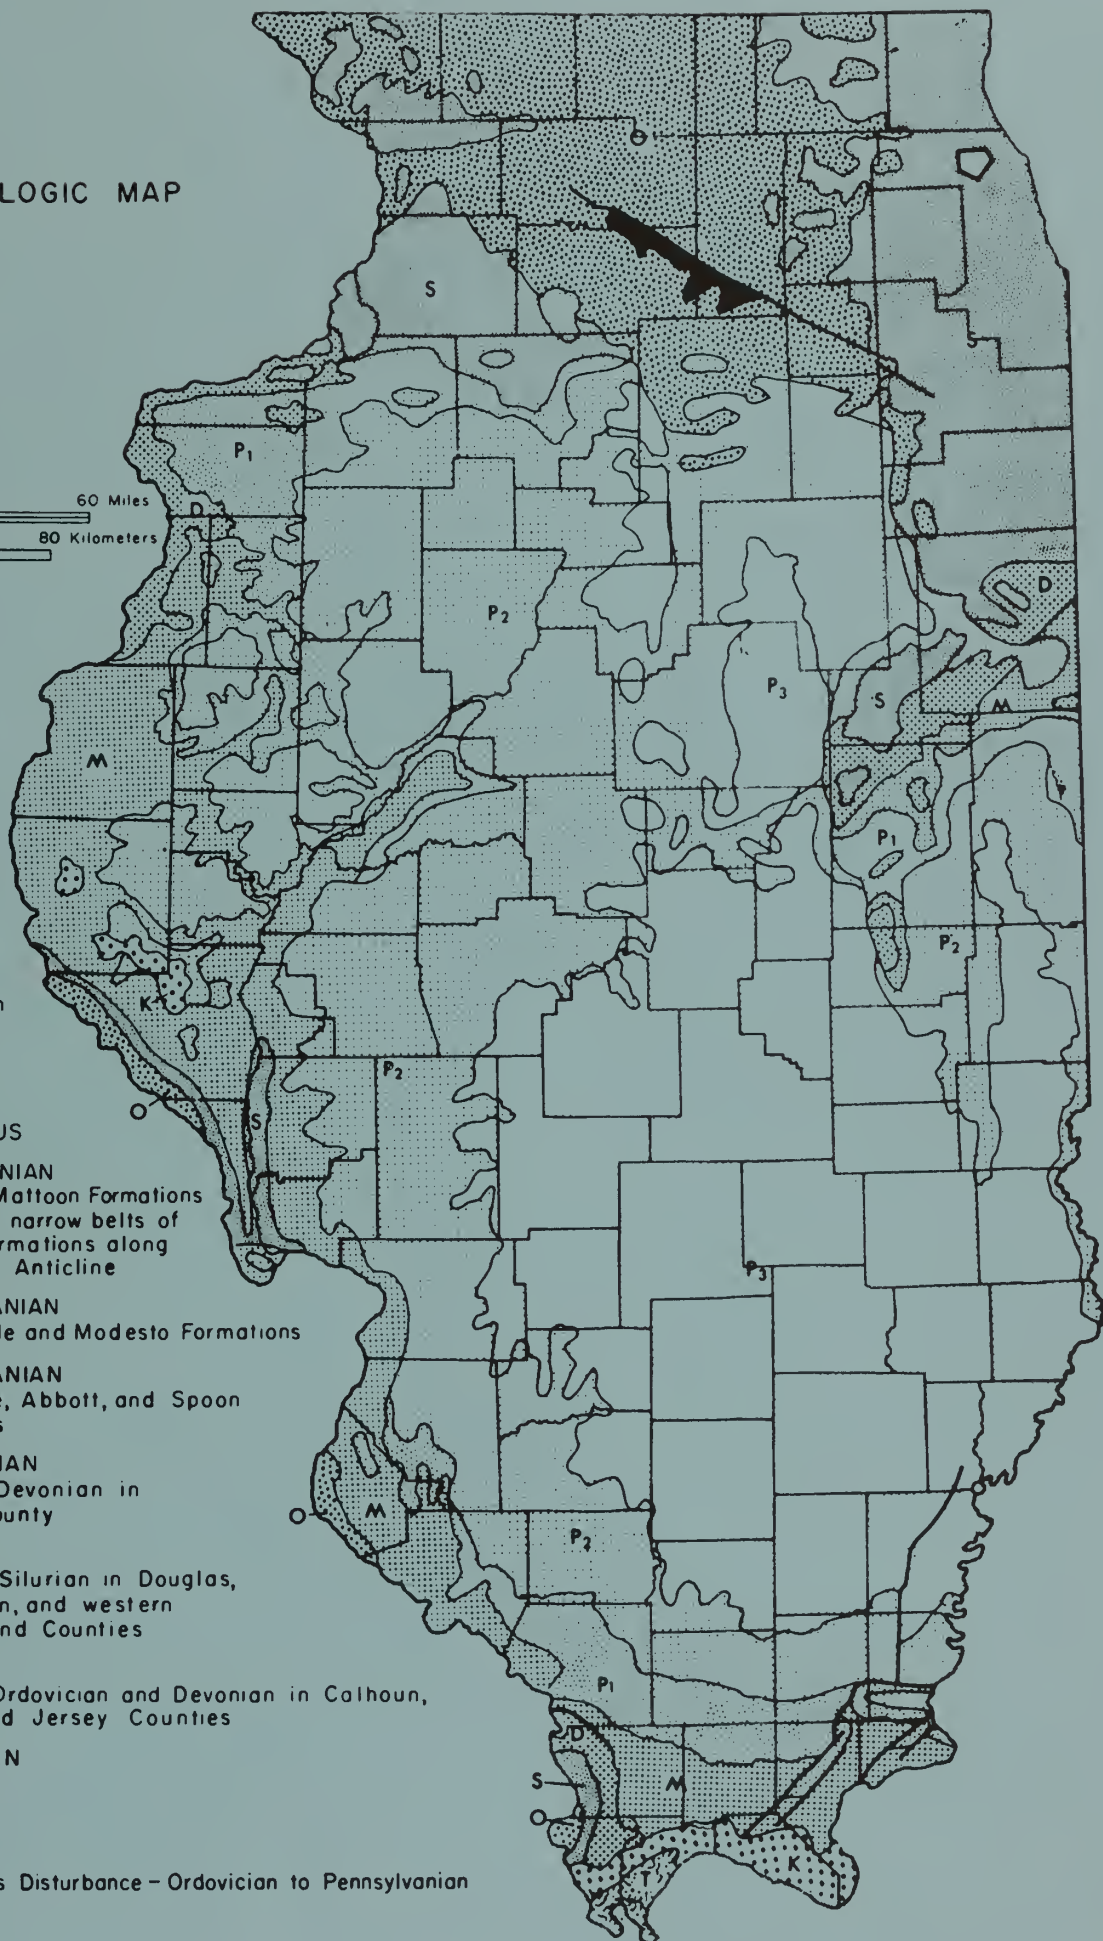 LOGIC MAP
60 Miles
80 Kilometers
US
NIAN
Mattoon Formations
narrow belts of
rmations along
Anticline
ANIAN
le and Modesto Formations
ANIAN
e, Abbott, and Spoon
s
IAN
Devonian in
ounty
Silurian in Douglas,
n, and western
nd Counties
Ordovician and Devonian in Calhoun,
d Jersey Counties
N
s Disturbance – Ordovician to Pennsylvanian
O
S
S
P1
D
P2
D
P3
S
M
M
P1
P2
K
P2
O
S
P3
O
M
P2
P1
D
S
M
O
K
T